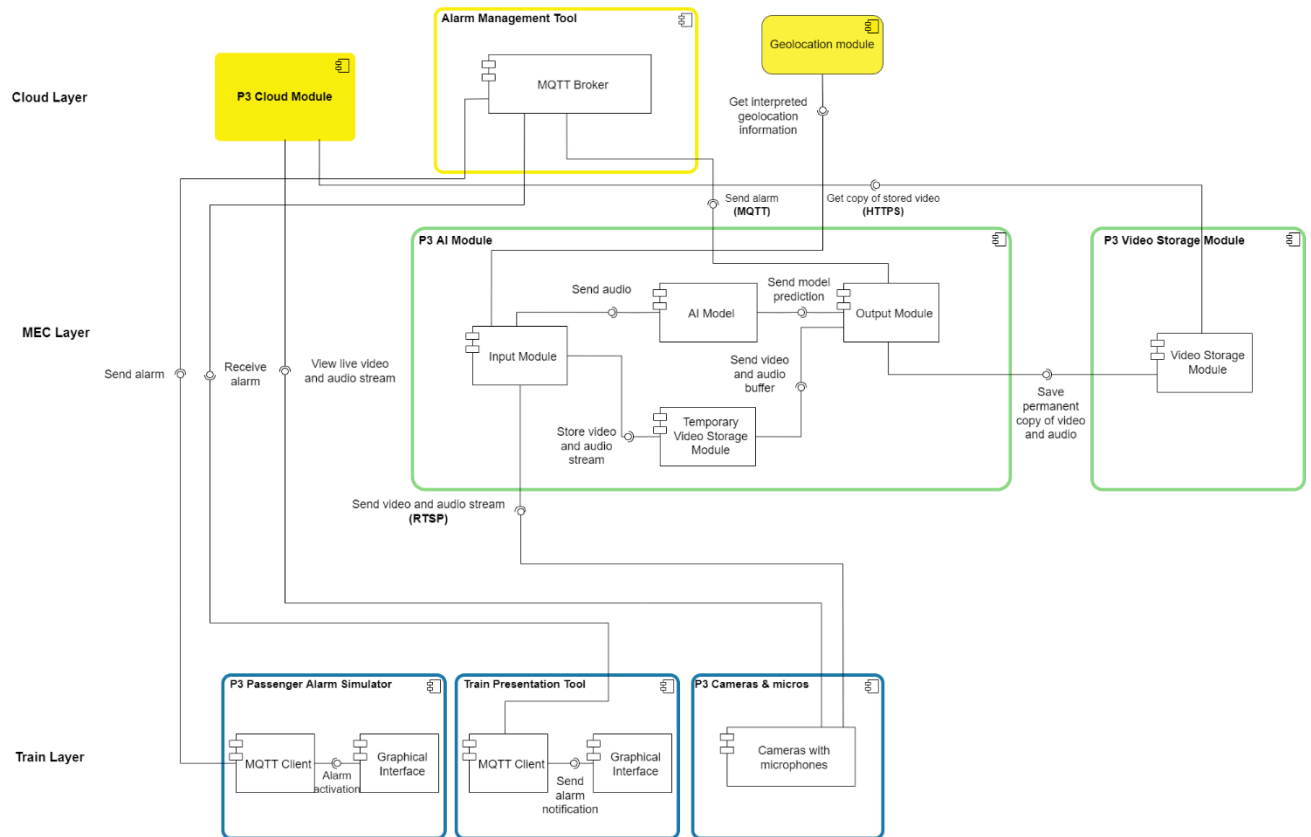 Alarm Management Tool
Geolocation module
MQTT Broker
P3 Cloud Module
Cloud Layer
Get interpreted
geolocation
information
Send alarm
(MQTT)
Get copy of stored video
(HTTPS)
P3 AI Module
P3 Video Storage Module
Send audio
Send model
prediction
AI Model
Output Module
MEC Layer
Input Module
Video Storage
Module
Send alarm
Receive
alarm
View live video
and audio stream
Send video
and audio
buffer
Save
permanent
copy of video
and audio
Store video
and audio
stream
Temporary
Video Storage
Module
Send video and audio stream
(RTSP)
P3 Passenger Alarm Simulator
Train Presentation Tool
P3 Cameras & micros
Train Layer
MQTT Client
Alarm
activation
Graphical
Interface
MQTT Client
Send
alarm
notification
Graphical
Interface
Cameras with
microphones